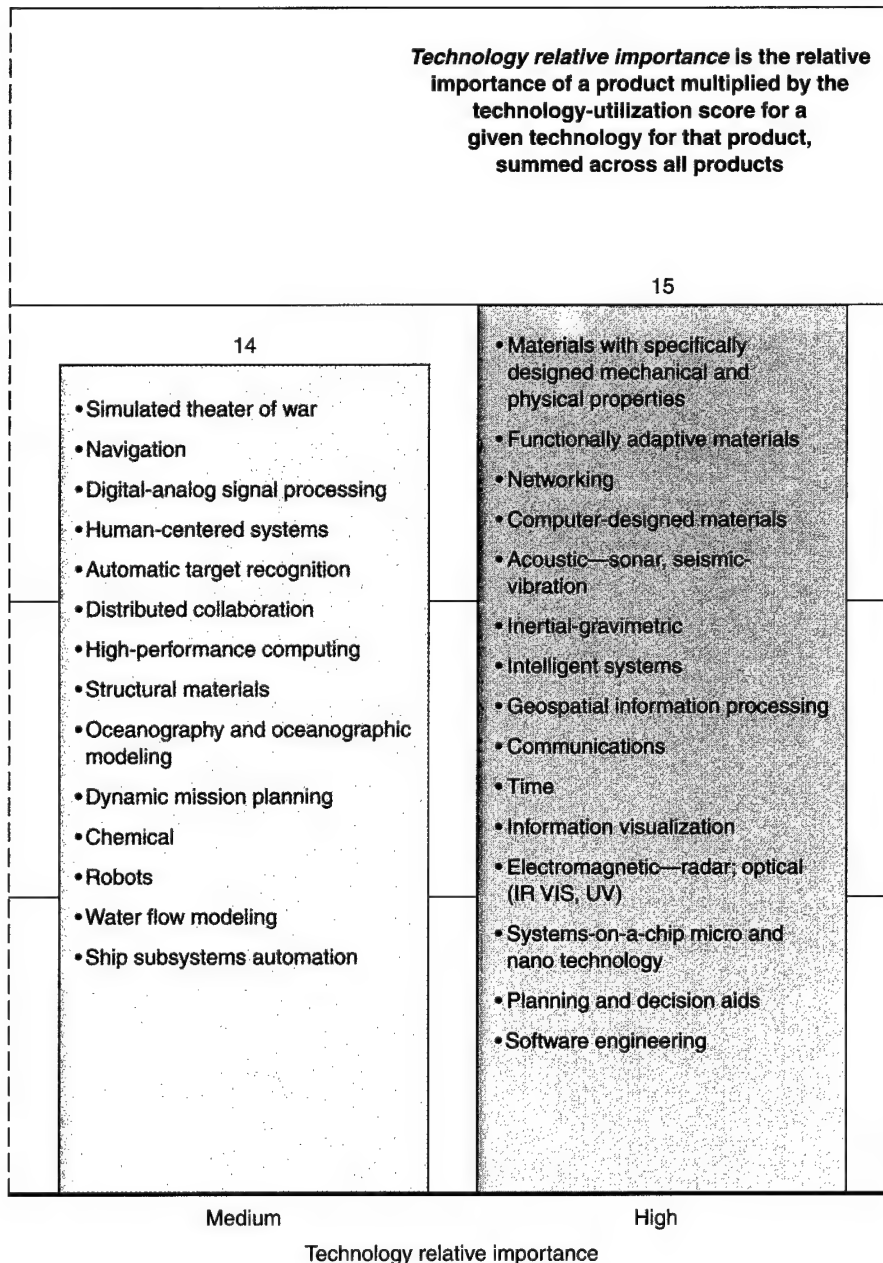 Technology relative importance is the relative
importance of a product multiplied by the
technology-utilization score for a
given technology for that product,
summed across all products
14
• Simulated theater of war
• Navigation
• Digital-analog signal processing
• Human-centered systems
• Automatic target recognition
• Distributed collaboration
• High-performance computing
• Structural materials
• Oceanography and oceanographic
modeling
• Dynamic mission planning
• Chemical
• Robots
• Water flow modeling
• Ship subsystems automation
15
• Materials with specifically
designed mechanical and
physical properties
• Functionally adaptive materials
• Networking
• Computer-designed materials
• Acoustic—sonar, seismic-
vibration
• Inertial-gravimetric
• Intelligent systems
• Geospatial information processing
• Communications
• Time
• Information visualization
• Electromagnetic—radar; optical
(IR VIS, UV)
• Systems-on-a-chip micro and
nano technology
• Planning and decision aids
• Software engineering
Medium
High
Technology relative importance